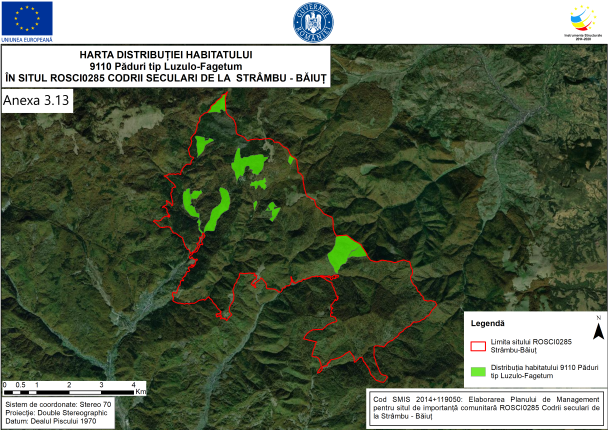 UNIUNEA EUROPEANĂ
GUVERNUL ROMÂNIEI
Instrumente Structurale
2014-2020
HARTA DISTRIBUȚIEI HABITATULUI
9110 Păduri tip Luzulo-Fagetum
ÎN SITUL ROSCI0285 CODRII SECULARI DE LA STRÂMBU - BĂIUȚ
Anexa 3.13
N
Legendă
Limita sitului ROSCI0285
Strâmbu-Băiuț
Distribuția habitatului 9110 Păduri
tip Luzulo-Fagetum
0 0.5 1 2 3 4
Km
Sistem de coordonate: Stereo 70
Proiecție: Double Stereographic
Datum: Dealul Piscului 1970
Cod SMIS 2014+119050: Elaborarea Planului de Management
pentru situl de importanță comunitară ROSCI0285 Codrii seculari de
la Strâmbu - Băiuț